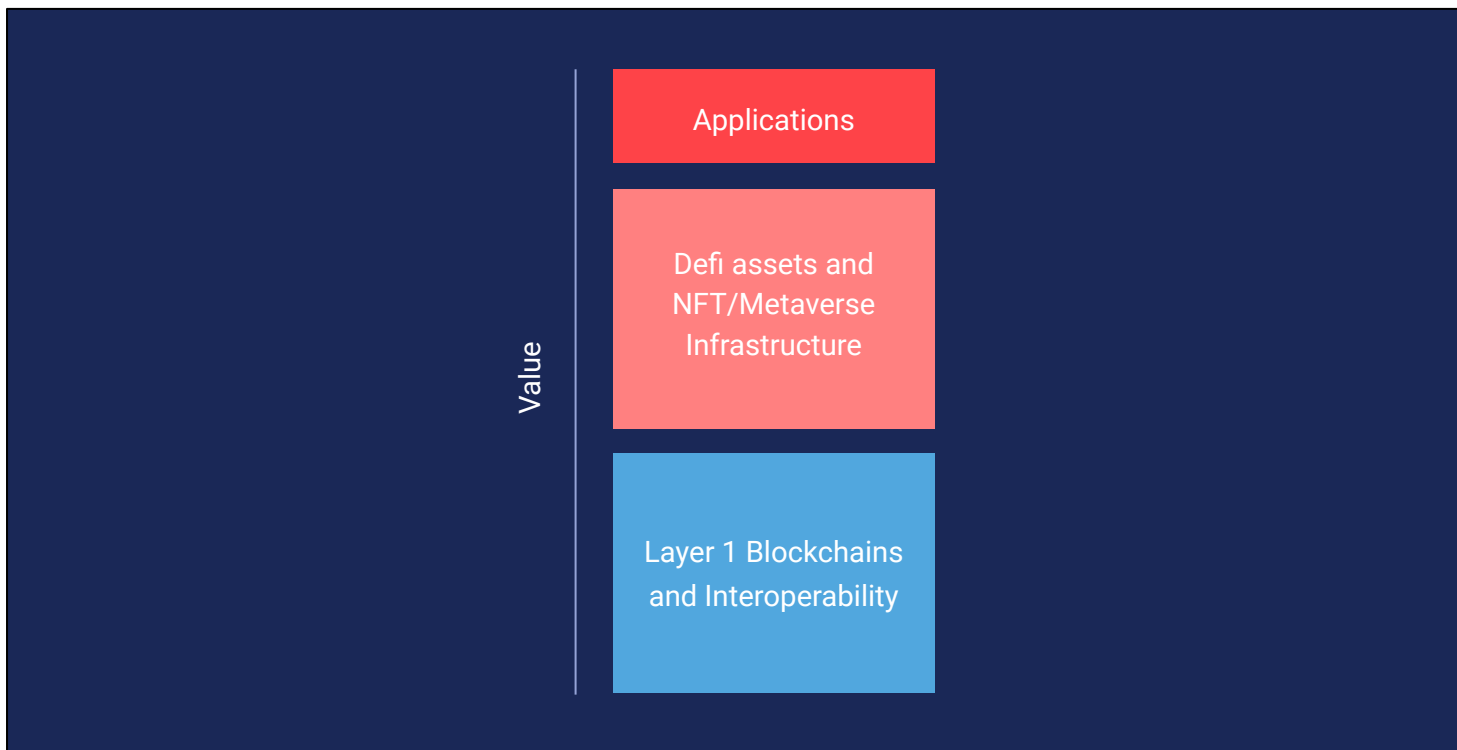 Applications
Defi assets and
NFT/Metaverse
Infrastructure
Value
Layer 1 Blockchains
and Interoperability